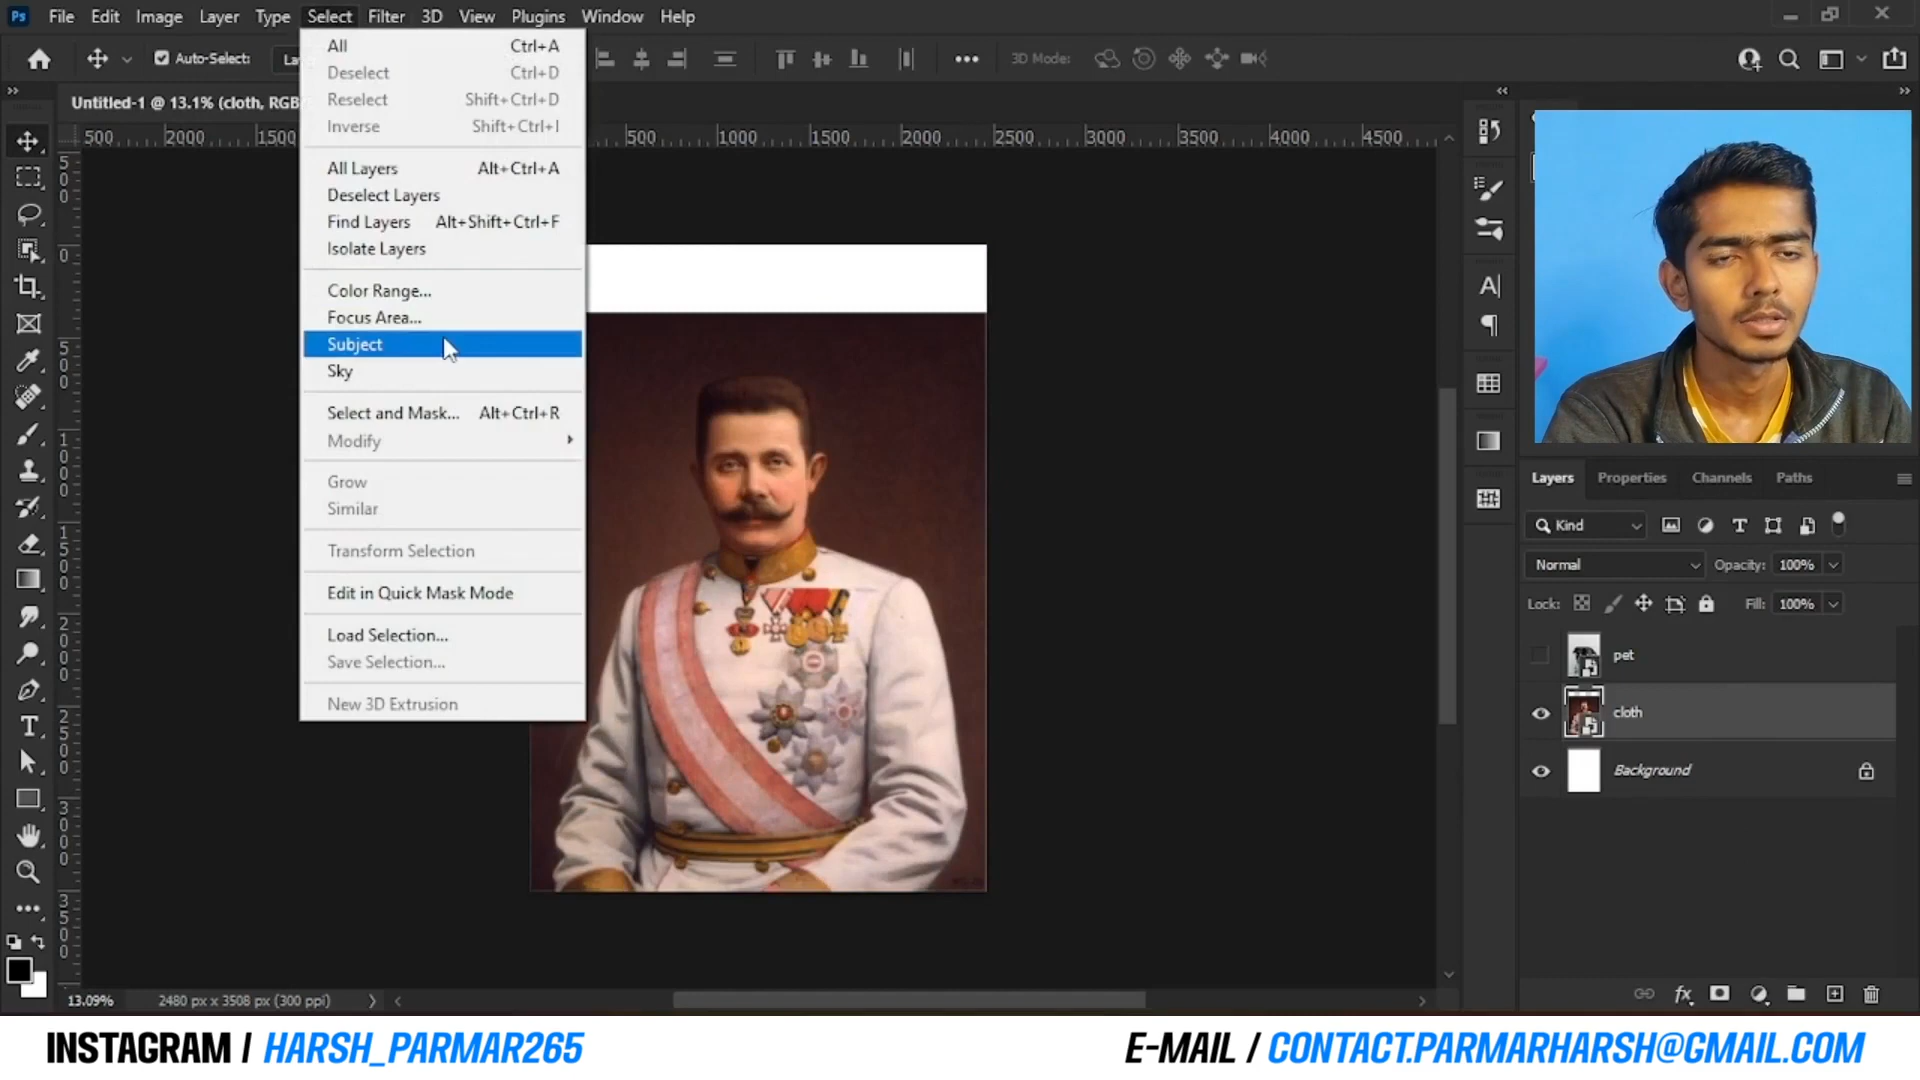 Ps File Edit Image Layer Type Select Filter 3D View Plugins Window Help
Auto-Select: 3D Mode:
Untitled-1 @ 13.1% (cloth, RGB
500 2000 1500 500 1000 1500 2000 2500 3000 3500 4000 4500
All Ctrl+A
Deselect Ctrl+D
Reselect Shift+Ctrl+D
Inverse Shift+Ctrl+I
All Layers Alt+Ctrl+A
Deselect Layers
Find Layers Alt+Shift+Ctrl+F
Isolate Layers
Color Range...
Focus Area...
Subject
Sky
Select and Mask... Alt+Ctrl+R
Modify
Grow
Similar
Transform Selection
Edit in Quick Mask Mode
Load Selection...
Save Selection...
New 3D Extrusion
Layers Properties Channels Paths
Kind
Normal Opacity: 100%
Lock: Fill: 100%
pet
cloth
Background
13.09% 2480 px x 3508 px (300 ppi)
INSTAGRAM / HARSH_PARMAR265
E-MAIL / CONTACT.PARMARHARSH@GMAIL.COM